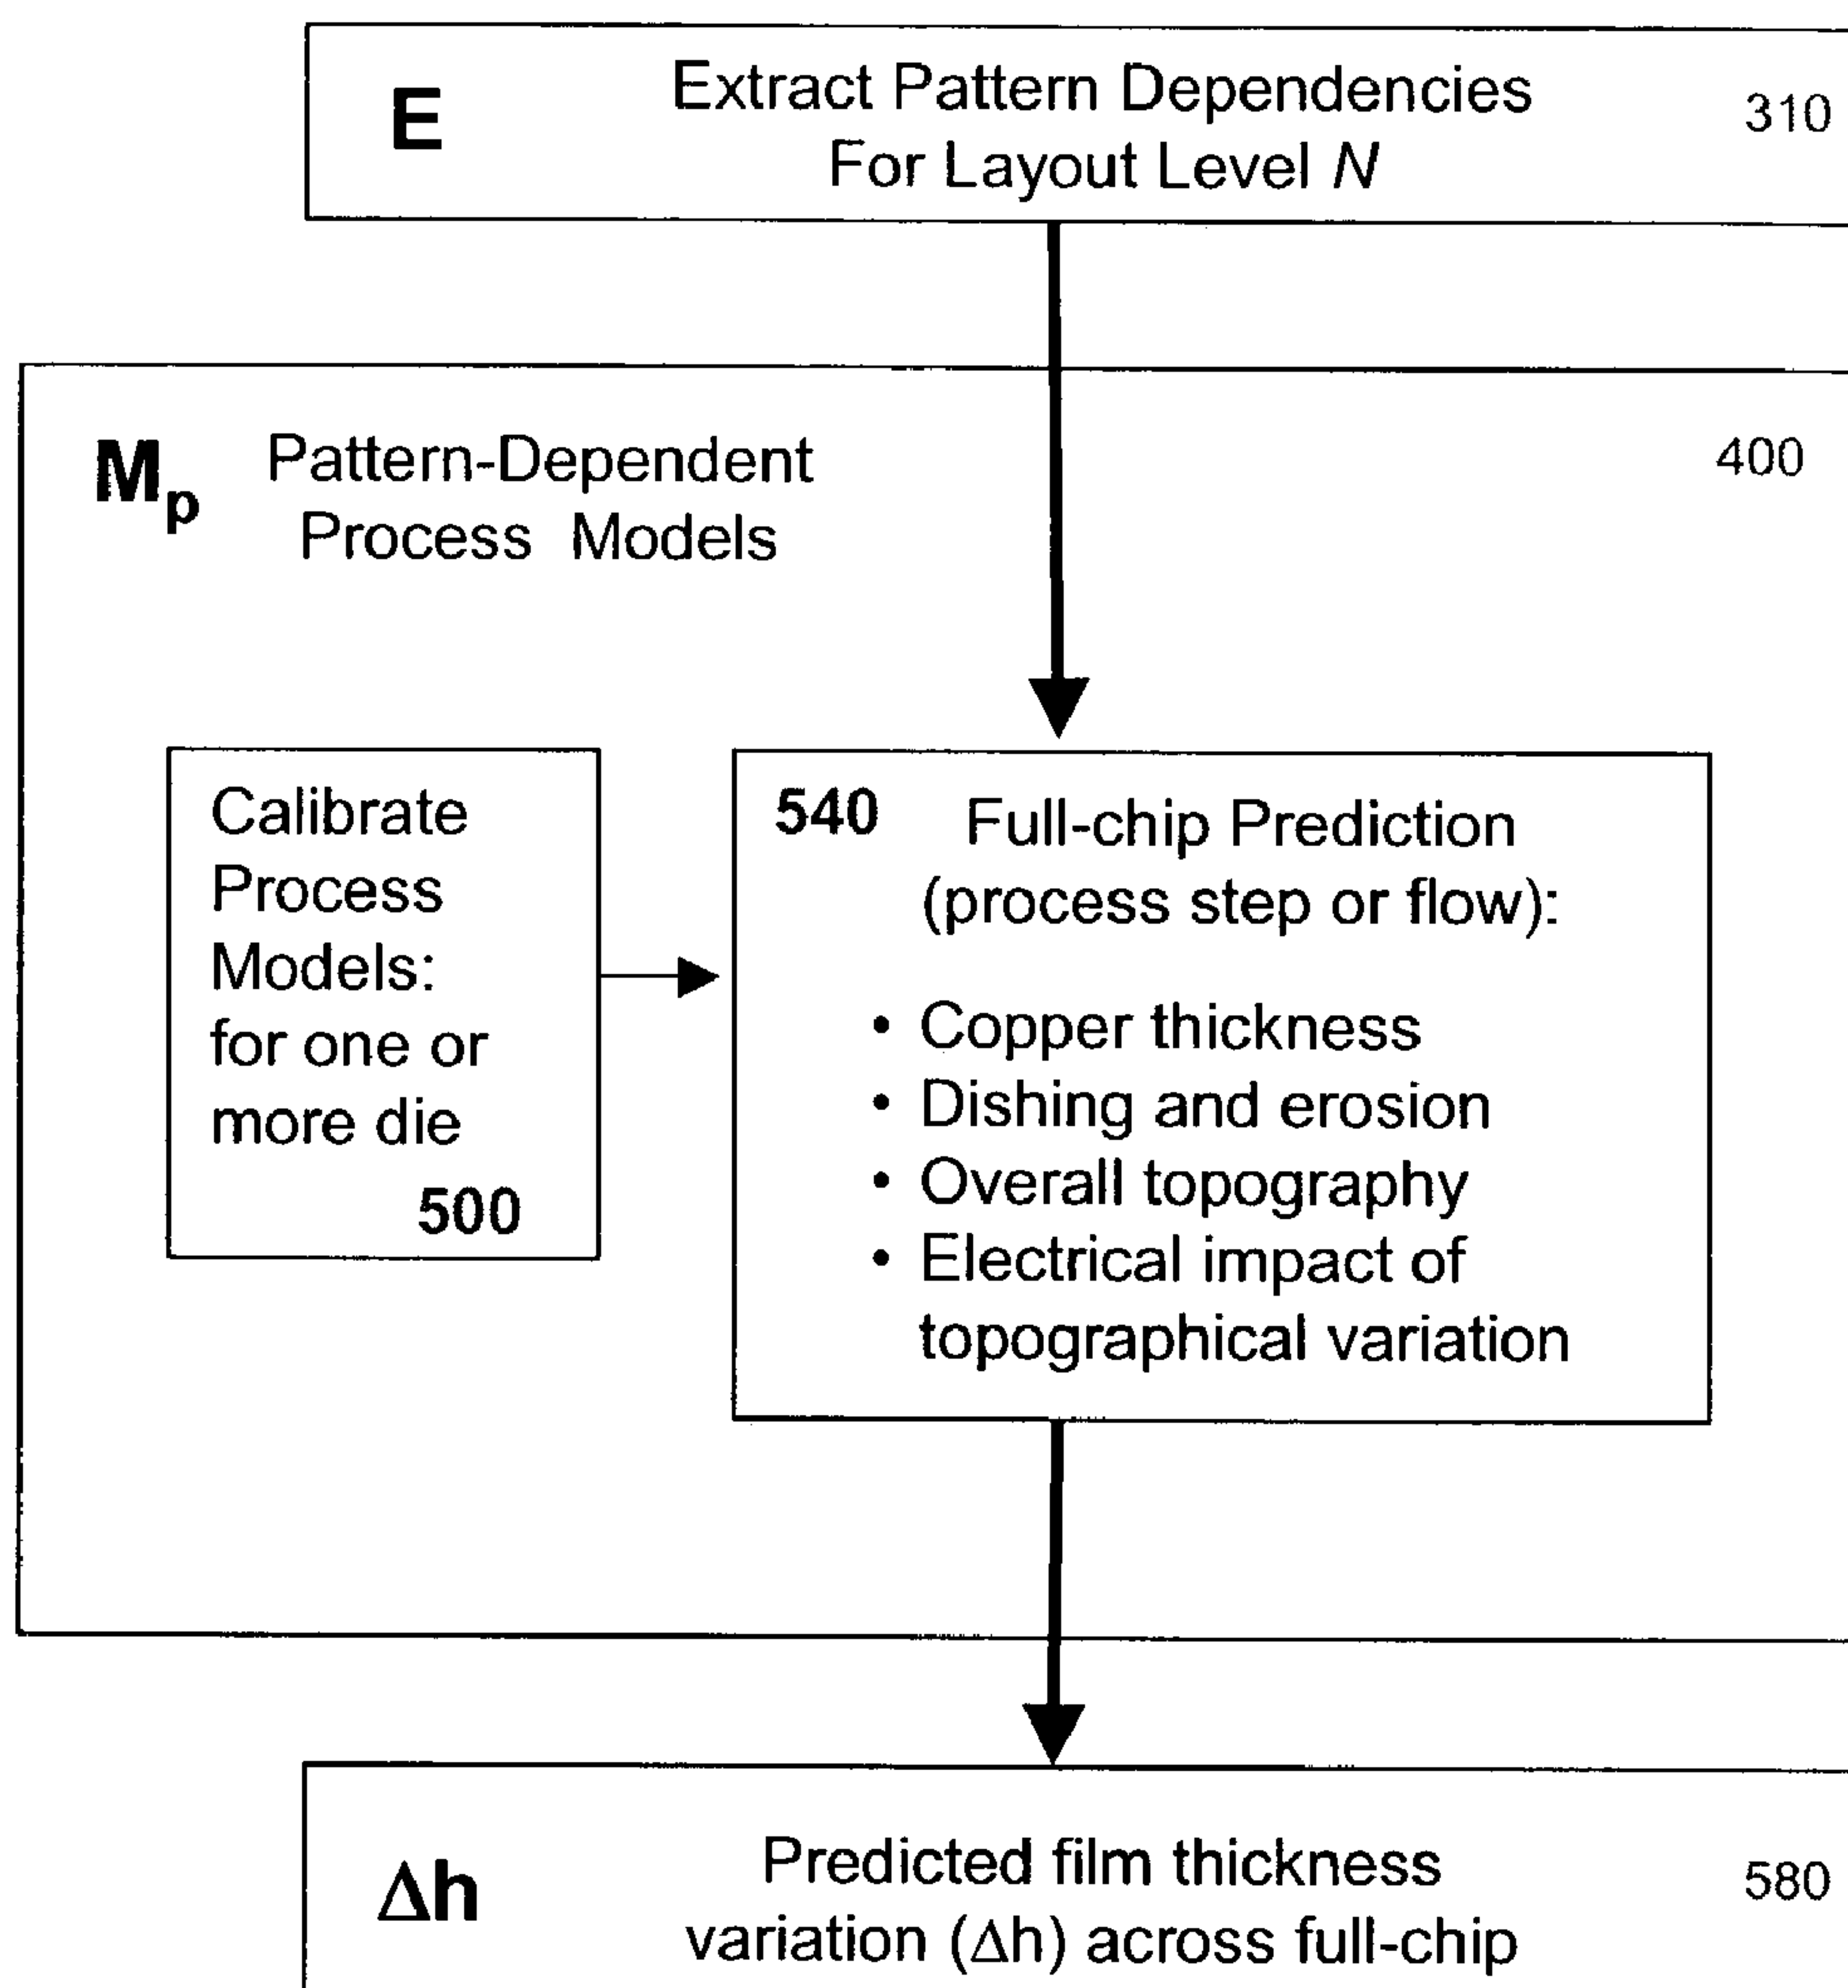 E
Extract Pattern Dependencies
For Layout Level N
310
Mp
Pattern-Dependent
Process Models
400
Calibrate
Process
Models:
for one or
more die
500
540
Full-chip Prediction
(process step or flow):
• Copper thickness
• Dishing and erosion
• Overall topography
• Electrical impact of
topographical variation
Δh
Predicted film thickness
variation (Δh) across full-chip
580